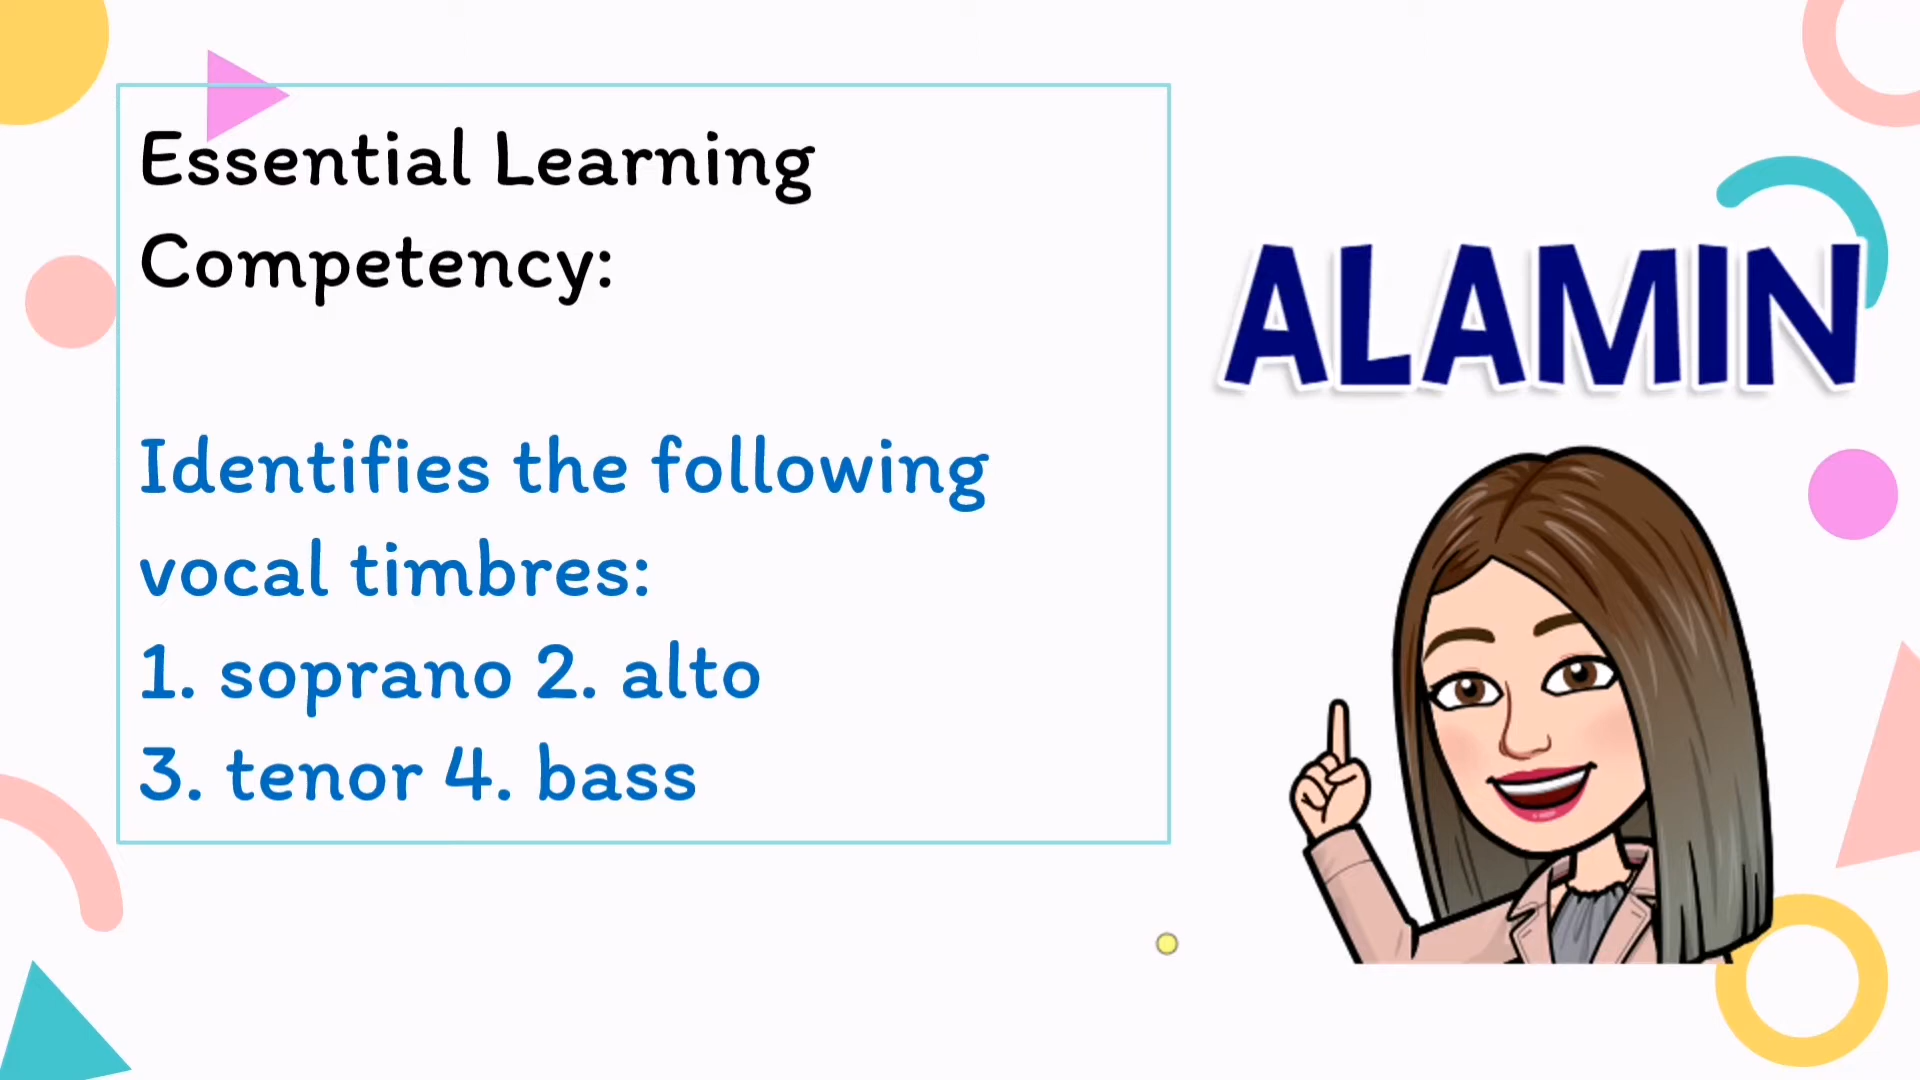 Essential Learning
Competency:
Identifies the following
vocal timbres:
1. soprano 2. alto
3. tenor 4. bass
ALAMIN